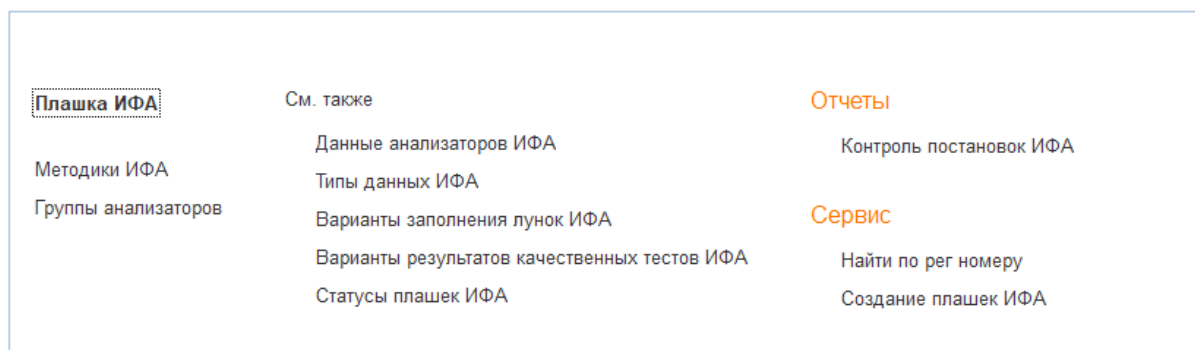 Плашка ИФА
Методики ИФА
Группы анализаторов
См. также
Данные анализаторов ИФА
Типы данных ИФА
Варианты заполнения лунок ИФА
Варианты результатов качественных тестов ИФА
Статусы плашек ИФА
Отчеты
Контроль постановок ИФА
Сервис
Найти по рег номеру
Создание плашек ИФА